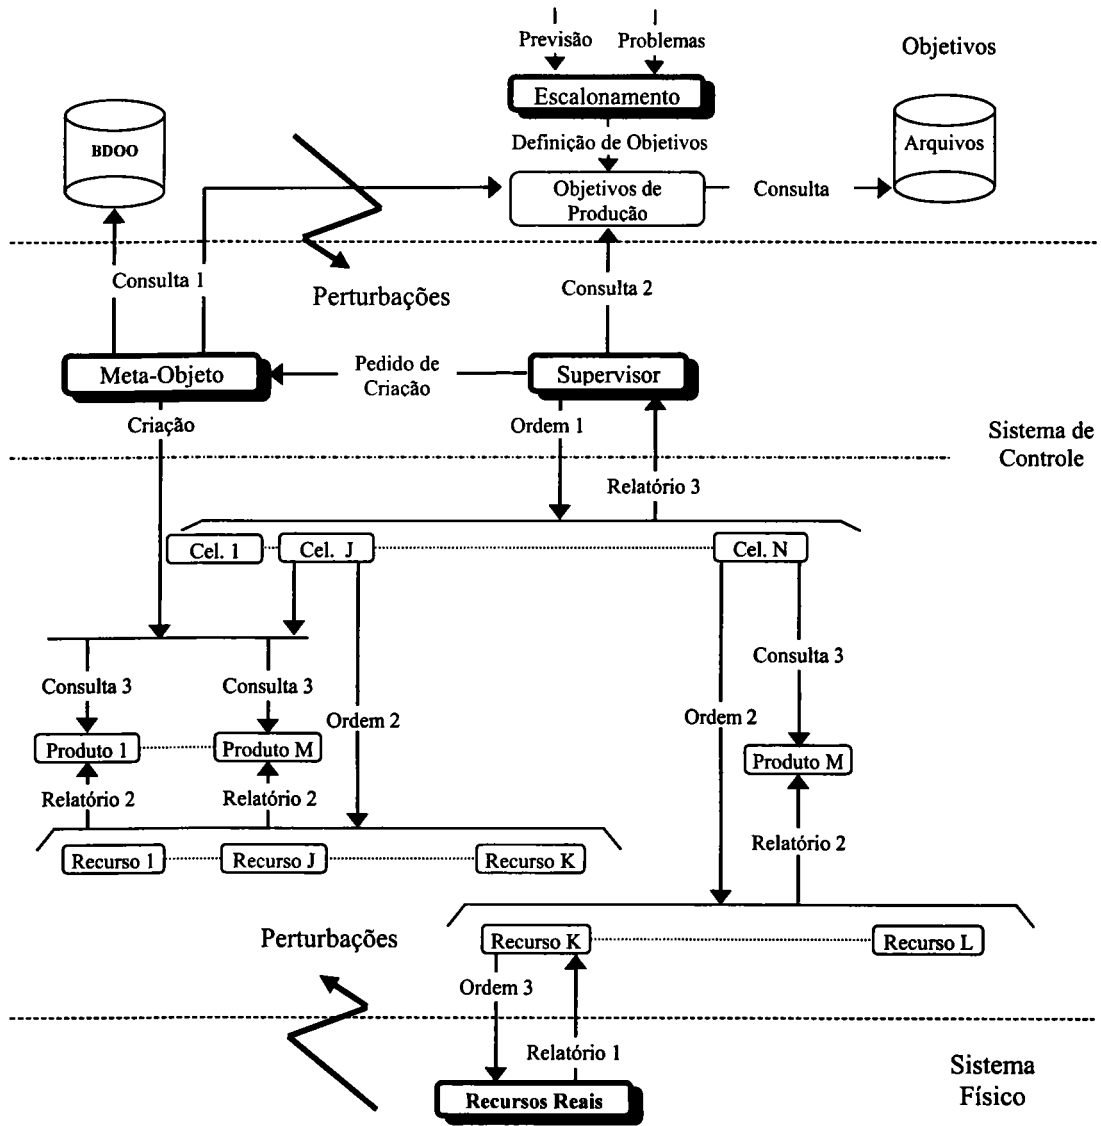 Previsão
Problemas
Objetivos
Escalonamento
BDOO
Definição de Objetivos
Arquivos
Objetivos de
Produção
Consulta
Consulta 1
Perturbações
Consulta 2
Meta-Objeto
Pedido de
Criação
Supervisor
Criação
Ordem 1
Sistema de
Controle
Relatório 3
Cel. 1
Cel. J
Cel. N
Consulta 3
Consulta 3
Consulta 3
Ordem 2
Ordem 2
Produto 1
Produto M
Produto M
Relatório 2
Relatório 2
Relatório 2
Recurso 1
Recurso J
Recurso K
Perturbações
Recurso K
Recurso L
Ordem 3
Relatório 1
Sistema
Físico
Recursos Reais